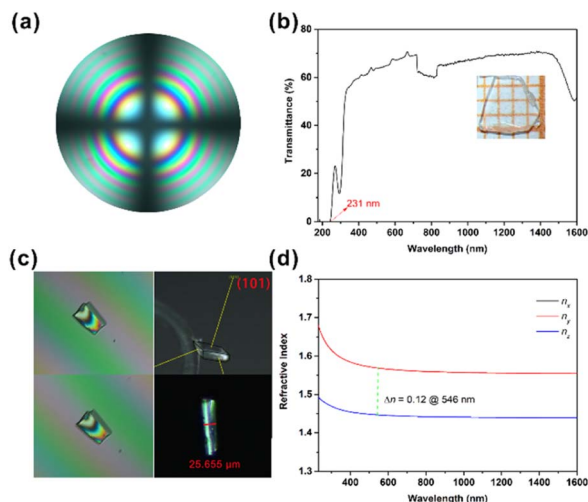 (a)
(b)
80
60
40
20
0
Transmittance (%)
231 nm
200 400 600 800 1000 1200 1400 1600
Wavelength (nm)
(c)
(101)
25.655 μm
(d)
1.8
1.7
1.6
1.5
1.4
1.3
Refractive Index
nx
ny
nz
Δn = 0.12 @ 546 nm
400 600 800 1000 1200 1400 1600
Wavelength (nm)